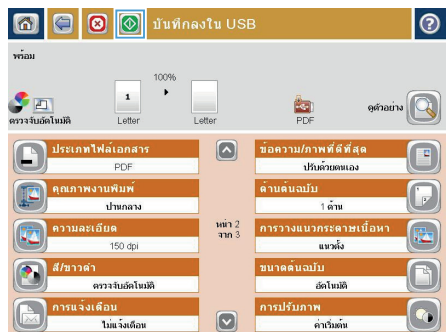 บันทึกลงใน USB
พร้อม
100%
1
ตรวจจับอัตโนมัติ
Letter
Letter
PDF
ดูตัวอย่าง
ประเภทไฟล์เอกสาร
PDF
ข้อความ/ภาพที่ดีที่สุด
ปรับด้วยตนเอง
คุณภาพงานพิมพ์
ปานกลาง
ด้านต้นฉบับ
1 ด้าน
ความละเอียด
150 dpi
หน้า 2
จาก 3
การวางแนวกระดาษเนื้อหา
แนวตั้ง
สี/ขาวดำ
ตรวจจับอัตโนมัติ
ขนาดต้นฉบับ
อัตโนมัติ
การแจ้งเตือน
ไม่แจ้งเตือน
การปรับภาพ
ค่าเริ่มต้น